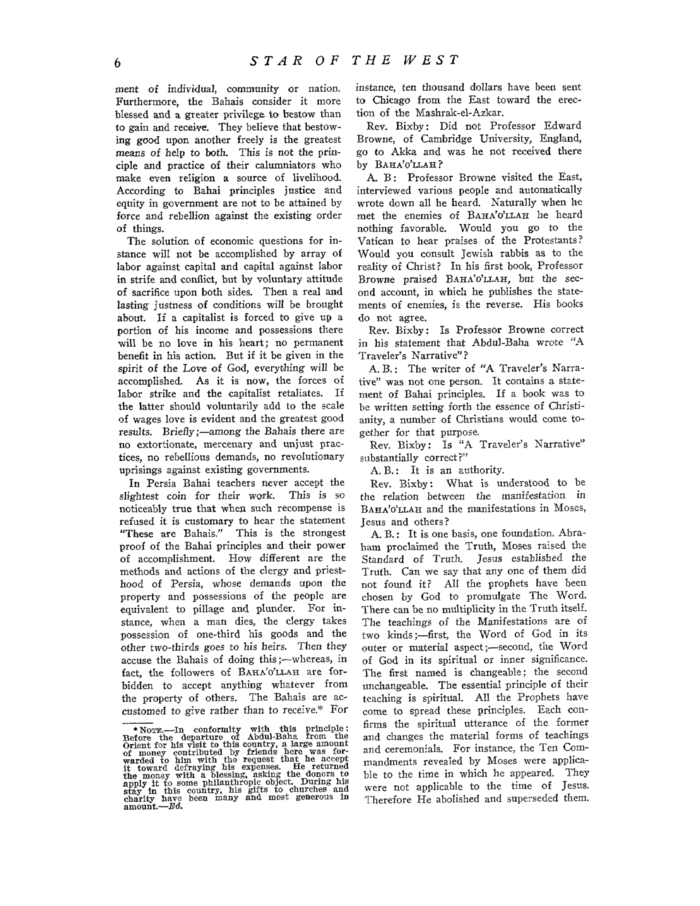 6
STAR OF THE WEST
ment of individual, community or nation.
Furthermore, the Bahais consider it more
blessed and a greater privilege to bestow than
to gain and receive. They believe that bestow-
ing good upon another freely is the greatest
means of help to both. This is not the prin-
ciple and practice of their calumniators who
make even religion a source of livelihood.
According to Bahai principles justice and
equity in government are not to be attained by
force and rebellion against the existing order
of things.
The solution of economic questions for in-
stance will not be accomplished by array of
labor against capital and capital against labor
in strife and conflict, but by voluntary attitude
of sacrifice upon both sides. Then a real and
lasting justness of conditions will be brought
about. If a capitalist is forced to give up a
portion of his income and possessions there
will be no love in his heart; no permanent
benefit in his action. But if it be given in the
spirit of the Love of God, everything will be
accomplished. As it is now, the forces of
labor strike and the capitalist retaliates. If
the latter should voluntarily add to the scale
of wages love is evident and the greatest good
results. Briefly;—among the Bahais there are
no extortionate, mercenary and unjust prac-
tices, no rebellious demands, no revolutionary
uprisings against existing governments.
In Persia Bahai teachers never accept the
slightest coin for their work. This is so
noticeably true that when such recompense is
refused it is customary to hear the statement
"These are Bahais." This is the strongest
proof of the Bahai principles and their power
of accomplishment. How different are the
methods and actions of the clergy and priest-
hood of Persia, whose demands upon the
property and possessions of the people are
equivalent to pillage and plunder. For in-
stance, when a man dies, the clergy takes
possession of one-third his goods and the
other two-thirds goes to his heirs. Then they
accuse the Bahais of doing this;—whereas, in
fact, the followers of BAHA'O'LLAH are for-
bidden to accept anything whatever from
the property of others. The Bahais are ac-
customed to give rather than to receive.* For
*NOTE.—In conformity with this principle:
Before the departure of Abdul-Baha from the
Orient for his visit to this country, a large amount
of money contributed by friends here was for-
warded to him with the request that he accept
it toward defraying his expenses. He returned
the money with a blessing, asking the donors to
apply it to some philanthropic object. During his
stay in this country, his gifts to churches and
charity have been many and most generous in
amount.—Ed.
instance, ten thousand dollars have been sent
to Chicago from the East toward the erec-
tion of the Mashrak-el-Azkar.
Rev. Bixby: Did not Professor Edward
Browne, of Cambridge University, England,
go to Akka and was he not received there
by BAHA'O'LLAH?
A. B: Professor Browne visited the East,
interviewed various people and automatically
wrote down all he heard. Naturally when he
met the enemies of BAHA'O'LLAH he heard
nothing favorable. Would you go to the
Vatican to hear praises of the Protestants?
Would you consult Jewish rabbis as to the
reality of Christ? In his first book, Professor
Browne praised BAHA'O'LLAH, but the sec-
ond account, in which he publishes the state-
ments of enemies, is the reverse. His books
do not agree.
Rev. Bixby: Is Professor Browne correct
in his statement that Abdul-Baha wrote "A
Traveler's Narrative"?
A. B.: The writer of "A Traveler's Narra-
tive" was not one person. It contains a state-
ment of Bahai principles. If a book was to
be written setting forth the essence of Christi-
anity, a number of Christians would come to-
gether for that purpose.
Rev. Bixby: Is "A Traveler's Narrative"
substantially correct?"
A. B.: It is an authority.
Rev. Bixby: What is understood to be
the relation between the manifestation in
BAHA'O'LLAH and the manifestations in Moses,
Jesus and others?
A. B.: It is one basis, one foundation. Abra-
ham proclaimed the Truth, Moses raised the
Standard of Truth. Jesus established the
Truth. Can we say that any one of them did
not found it? All the prophets have been
chosen by God to promulgate The Word.
There can be no multiplicity in the Truth itself.
The teachings of the Manifestations are of
two kinds;—first, the Word of God in its
outer or material aspect;—second, the Word
of God in its spiritual or inner significance.
The first named is changeable; the second
unchangeable. The essential principle of their
teaching is spiritual. All the Prophets have
come to spread these principles. Each con-
firms the spiritual utterance of the former
and changes the material forms of teachings
and ceremonials. For instance, the Ten Com-
mandments revealed by Moses were applica-
ble to the time in which he appeared. They
were not applicable to the time of Jesus.
Therefore He abolished and superseded them.